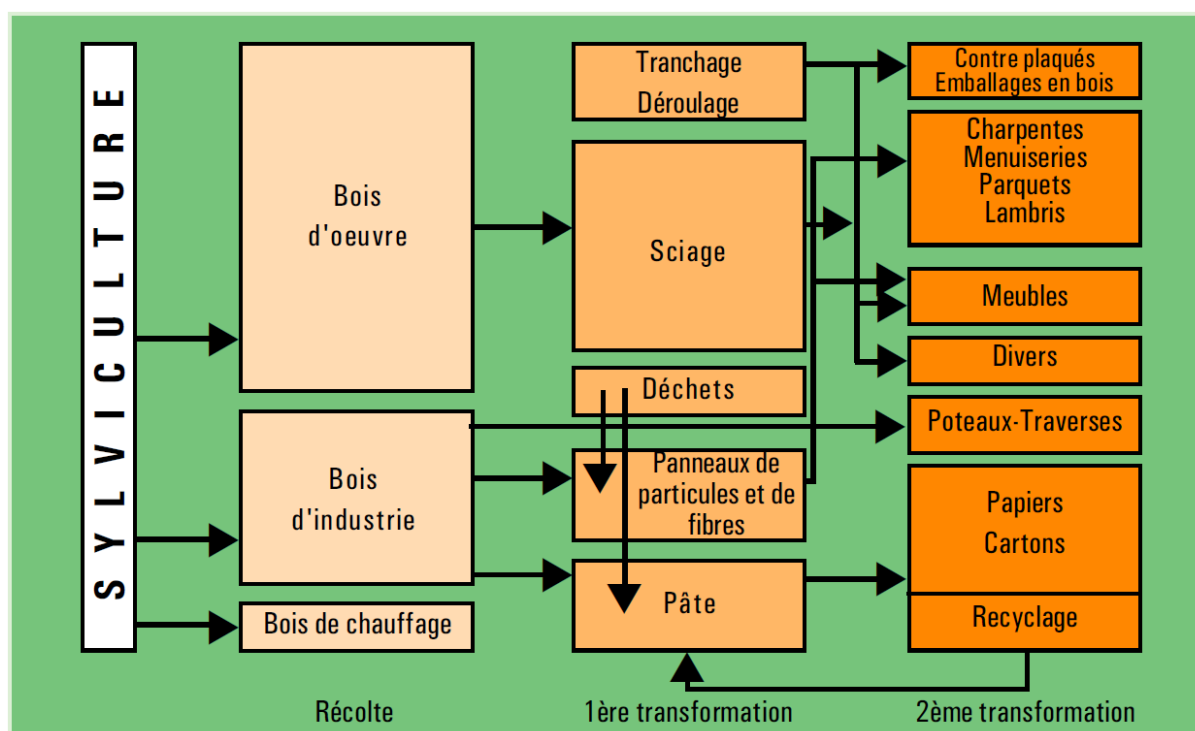 SYLVICULTURE
Bois
d'oeuvre
Bois
d'industrie
Bois de chauffage
Récolte
Tranchage
Déroulage
Sciage
Déchets
Panneaux de
particules et de
fibres
Pâte
1ère transformation
Contre plaqués
Emballages en bois
Charpentes
Menuiseries
Parquets
Lambris
Meubles
Divers
Poteaux-Traverses
Papiers
Cartons
Recyclage
2ème transformation